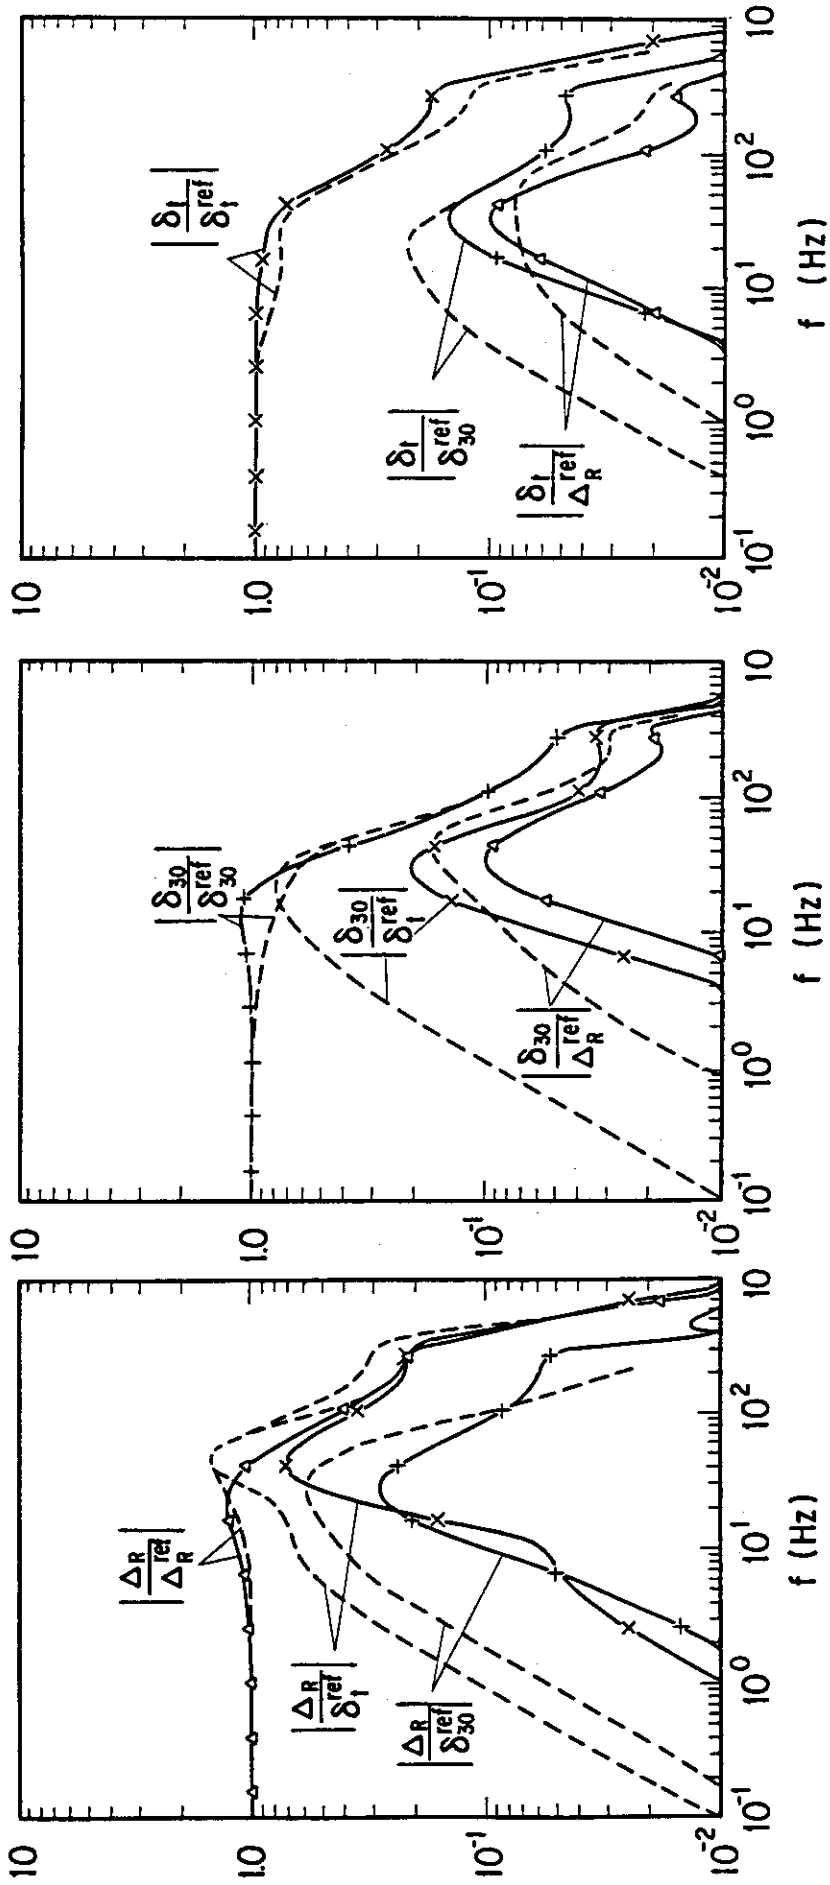 10
1.0
10⁻¹
10⁻²
|Δ_R / Δ_R^ref|
|Δ_R / δ_t^ref|
|Δ_R / δ_30^ref|
10⁻¹ 10⁰ 10¹ 10² 10
f (Hz)
10
1.0
10⁻¹
10⁻²
|δ_30 / δ_30^ref|
|δ_30 / δ_t^ref|
|δ_30 / Δ_R^ref|
10⁻¹ 10⁰ 10¹ 10² 10
f (Hz)
10
1.0
10⁻¹
10⁻²
|δ_t / δ_t^ref|
|δ_t / δ_30^ref|
|δ_t / Δ_R^ref|
10⁻¹ 10⁰ 10¹ 10² 10
f (Hz)